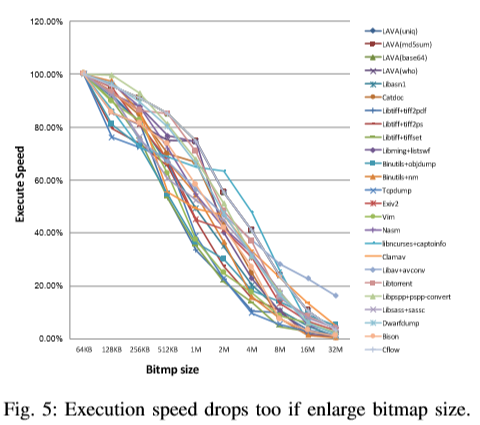 120.00%
100.00%
80.00%
60.00%
40.00%
20.00%
0.00%
Execute Speed
64KB 128KB 256KB 512KB 1M 2M 4M 8M 16M 32M
Bitmp size
LAVA(uniq)
LAVA(md5sum)
LAVA(base64)
LAVA(who)
Libasn1
Catdoc
Libtiff+tiff2pdf
Libtiff+tiff2ps
Libtiff+tiffset
Libming+listswf
Binutils+objdump
Binutils+nm
Tcpdump
Exiv2
Vim
Nasm
libncurses+captoinfo
Clamav
Libav+avconv
Libtorrent
Libpspp+pspp-convert
Libsass+sassc
Dwarfdump
Bison
Cflow
Fig. 5: Execution speed drops too if enlarge bitmap size.